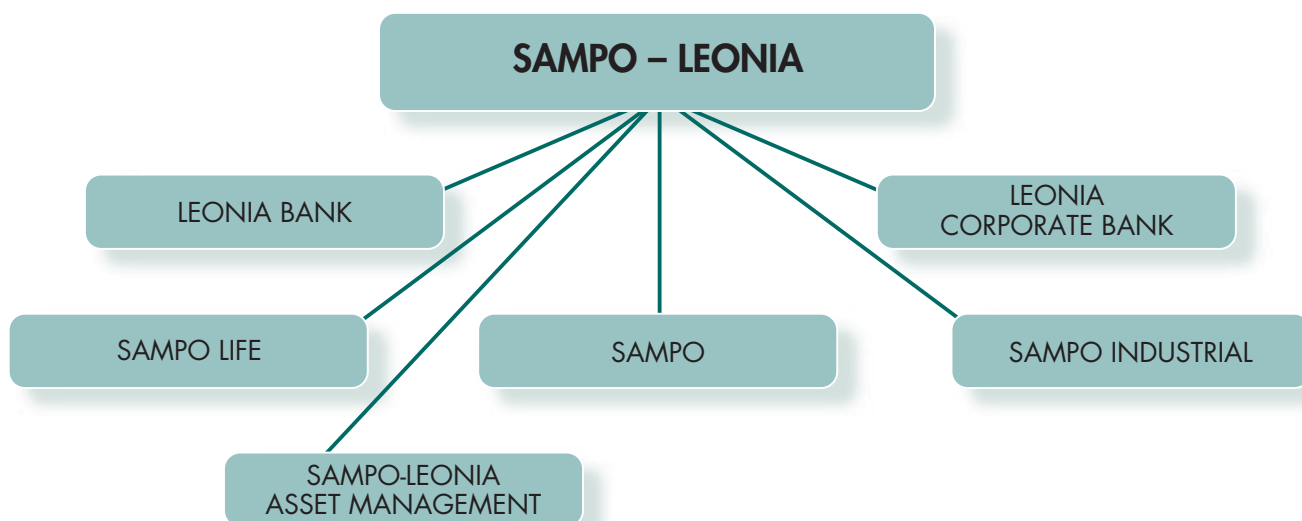 SAMPO – LEONIA
LEONIA BANK
LEONIA
CORPORATE BANK
SAMPO LIFE
SAMPO
SAMPO INDUSTRIAL
SAMPO-LEONIA
ASSET MANAGEMENT